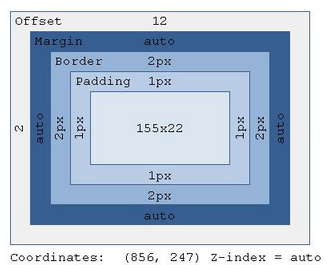 Offset 12
Margin auto
Border 2px
Padding 1px
2 auto 2px 1px 155x22 1px 2px auto
1px
2px
auto
Coordinates: (856, 247) Z-index = auto